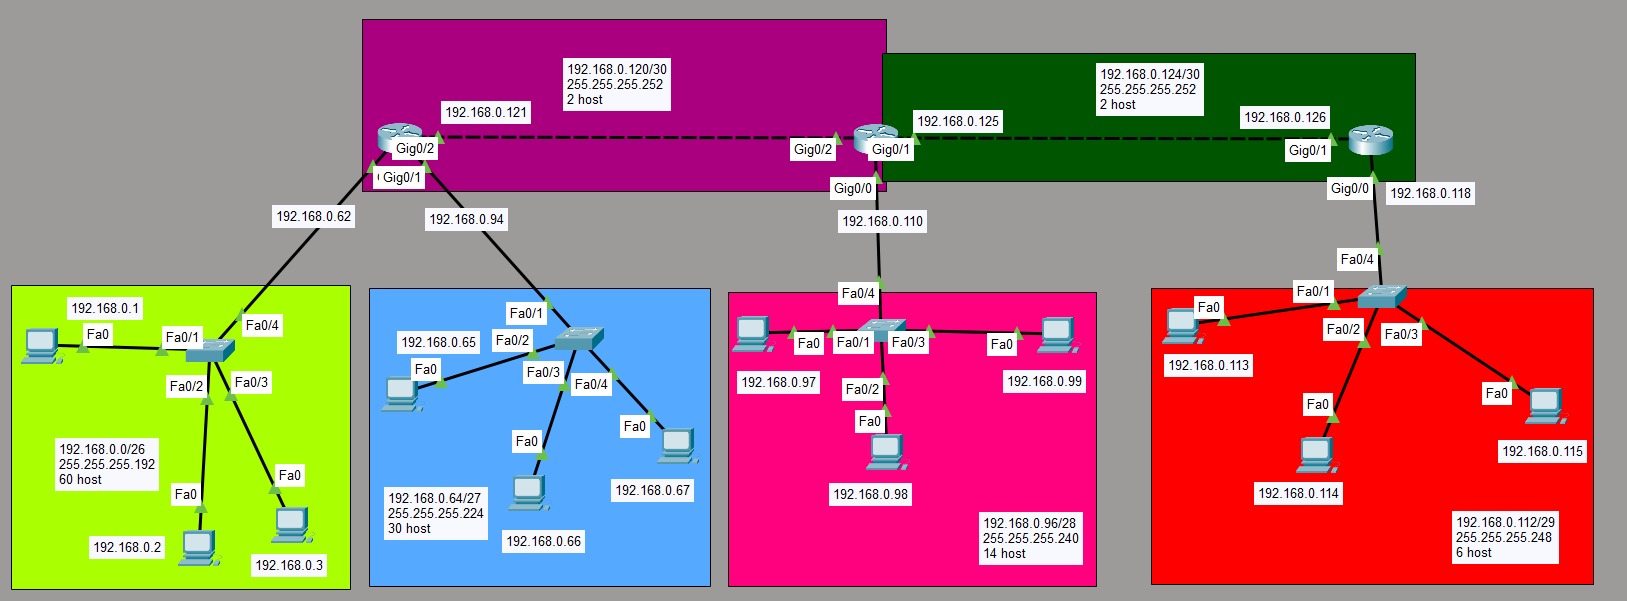 192.168.0.120/30
255.255.255.252
2 host
192.168.0.124/30
255.255.255.252
2 host
192.168.0.121
192.168.0.125
192.168.0.126
Gig0/2
Gig0/2
Gig0/1
Gig0/1
Gig0/1
Gig0/0
Gig0/0
192.168.0.118
192.168.0.62
192.168.0.94
192.168.0.110
Fa0/4
192.168.0.1
Fa0
Fa0/1
Fa0/4
Fa0/2
Fa0/3
192.168.0.0/26
255.255.255.192
60 host
Fa0
Fa0
192.168.0.2
192.168.0.3
Fa0/1
192.168.0.65
Fa0/2
Fa0
Fa0/3
Fa0/4
Fa0
Fa0
192.168.0.64/27
255.255.255.224
30 host
192.168.0.67
192.168.0.66
Fa0/4
Fa0
Fa0/1
Fa0/3
Fa0
192.168.0.97
Fa0/2
192.168.0.99
Fa0
192.168.0.98
192.168.0.96/28
255.255.255.240
14 host
Fa0/1
Fa0
Fa0/2
Fa0/3
192.168.0.113
Fa0
Fa0
192.168.0.115
192.168.0.114
192.168.0.112/29
255.255.255.248
6 host